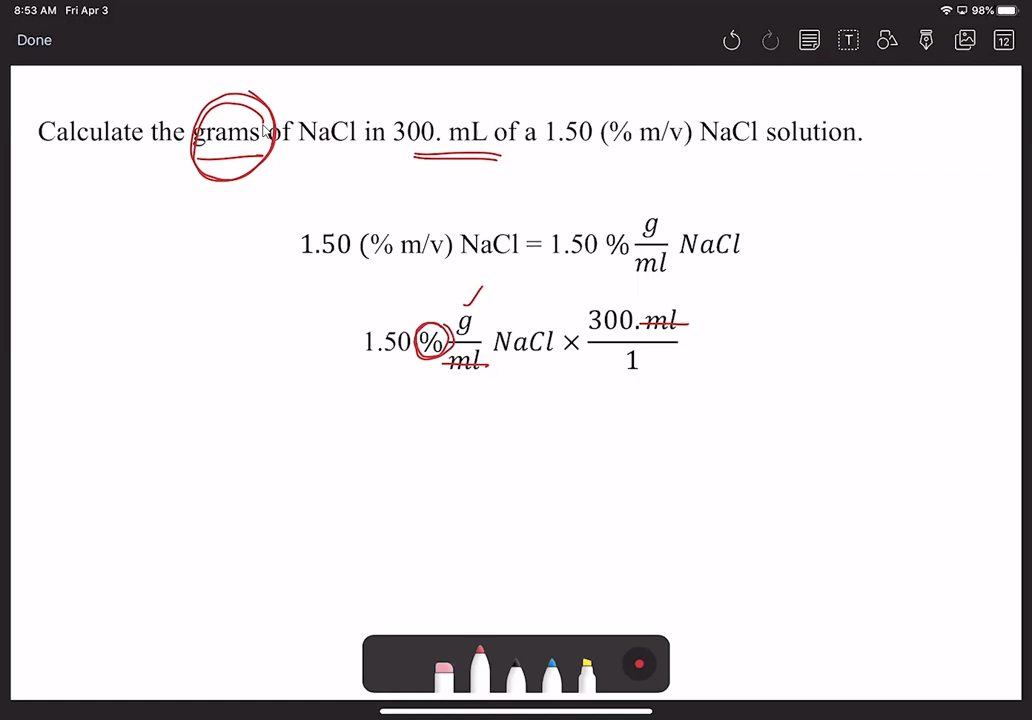 8:53 AM Fri Apr 3 98%
Done T 12
Calculate the grams of NaCl in 300. mL of a 1.50 (% m/v) NaCl solution.
1.50 (% m/v) NaCl = 1.50 % g/ml NaCl
1.50 % g/ml NaCl × 300. ml/1